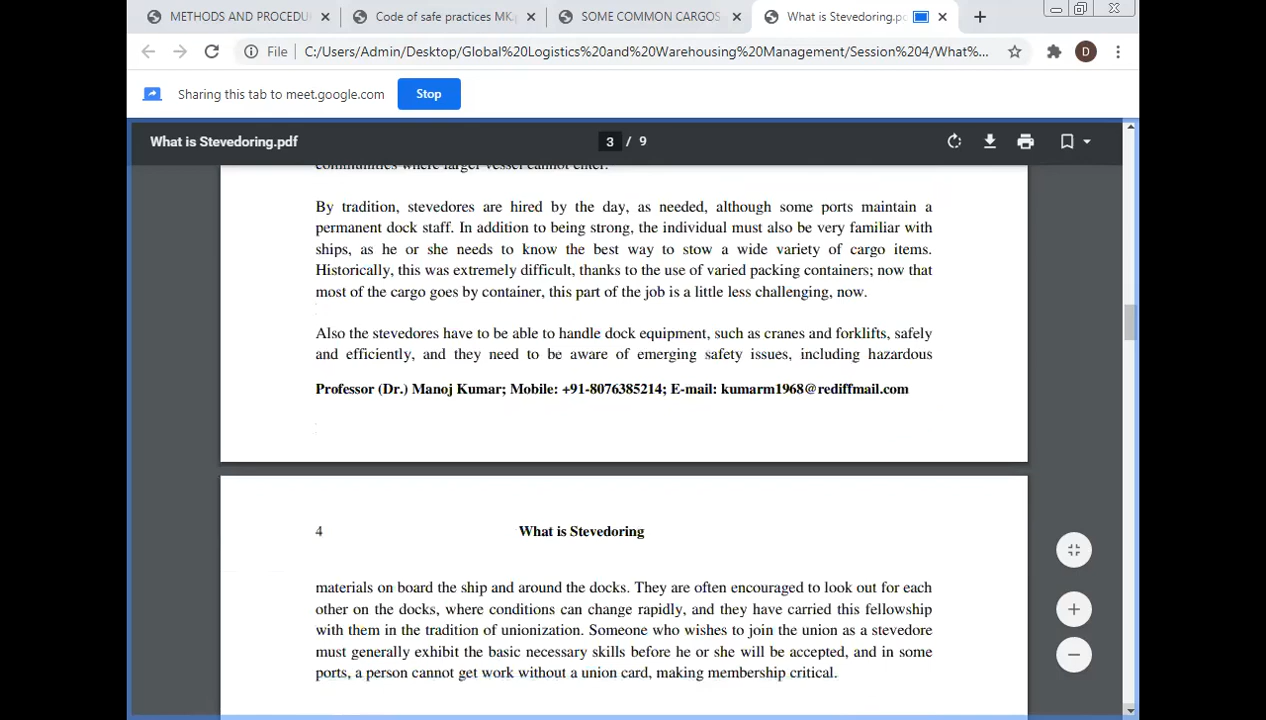 METHODS AND PROCEDU
Code of safe practices MK.p
SOME COMMON CARGOS
What is Stevedoring.pd
File
C:/Users/Admin/Desktop/Global%20Logistics%20and%20Warehousing%20Management/Session%204/What%...
D
Sharing this tab to meet.google.com
Stop
What is Stevedoring.pdf
3 / 9
communities where larger vessel cannot enter.
By tradition, stevedores are hired by the day, as needed, although some ports maintain a
permanent dock staff. In addition to being strong, the individual must also be very familiar with
ships, as he or she needs to know the best way to stow a wide variety of cargo items.
Historically, this was extremely difficult, thanks to the use of varied packing containers; now that
most of the cargo goes by container, this part of the job is a little less challenging, now.
Also the stevedores have to be able to handle dock equipment, such as cranes and forklifts, safely
and efficiently, and they need to be aware of emerging safety issues, including hazardous
Professor (Dr.) Manoj Kumar; Mobile: +91-8076385214; E-mail: kumarm1968@rediffmail.com
4
What is Stevedoring
materials on board the ship and around the docks. They are often encouraged to look out for each
other on the docks, where conditions can change rapidly, and they have carried this fellowship
with them in the tradition of unionization. Someone who wishes to join the union as a stevedore
must generally exhibit the basic necessary skills before he or she will be accepted, and in some
ports, a person cannot get work without a union card, making membership critical.